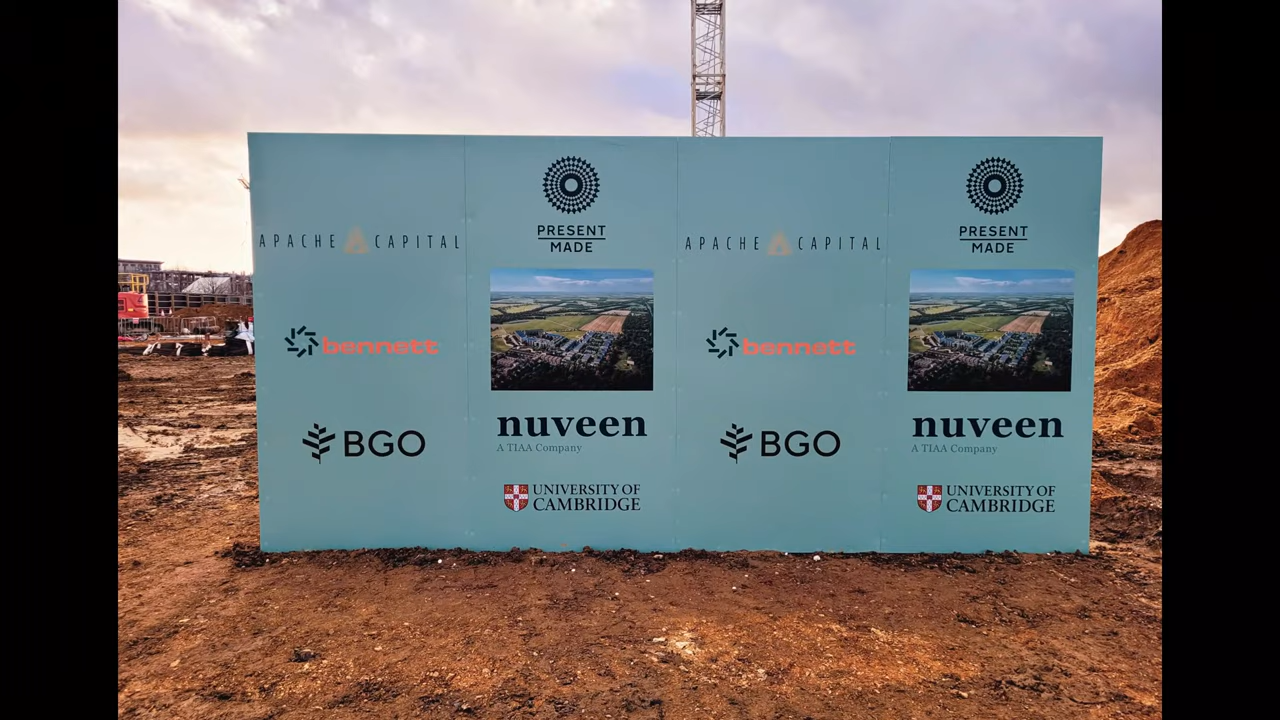 APACHE CAPITAL
bennett
BGO
PRESENT
MADE
nuveen
A TIAA Company
UNIVERSITY OF
CAMBRIDGE
APACHE CAPITAL
bennett
BGO
PRESENT
MADE
nuveen
A TIAA Company
UNIVERSITY OF
CAMBRIDGE